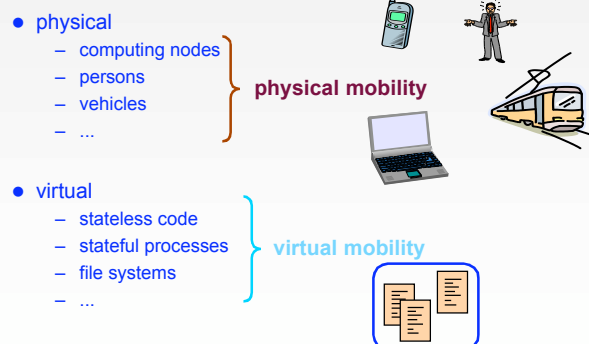 ● physical
– computing nodes
– persons
– vehicles
– ...
physical mobility
● virtual
– stateless code
– stateful processes
– file systems
– ...
virtual mobility